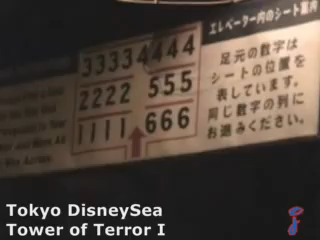 エレベーター内のシート案内
33334444
2222 555
1111 666
足元の数字は
シートの位置を
表しています。
同じ数字の列に
お進みください。
Tokyo DisneySea
Tower of Terror I